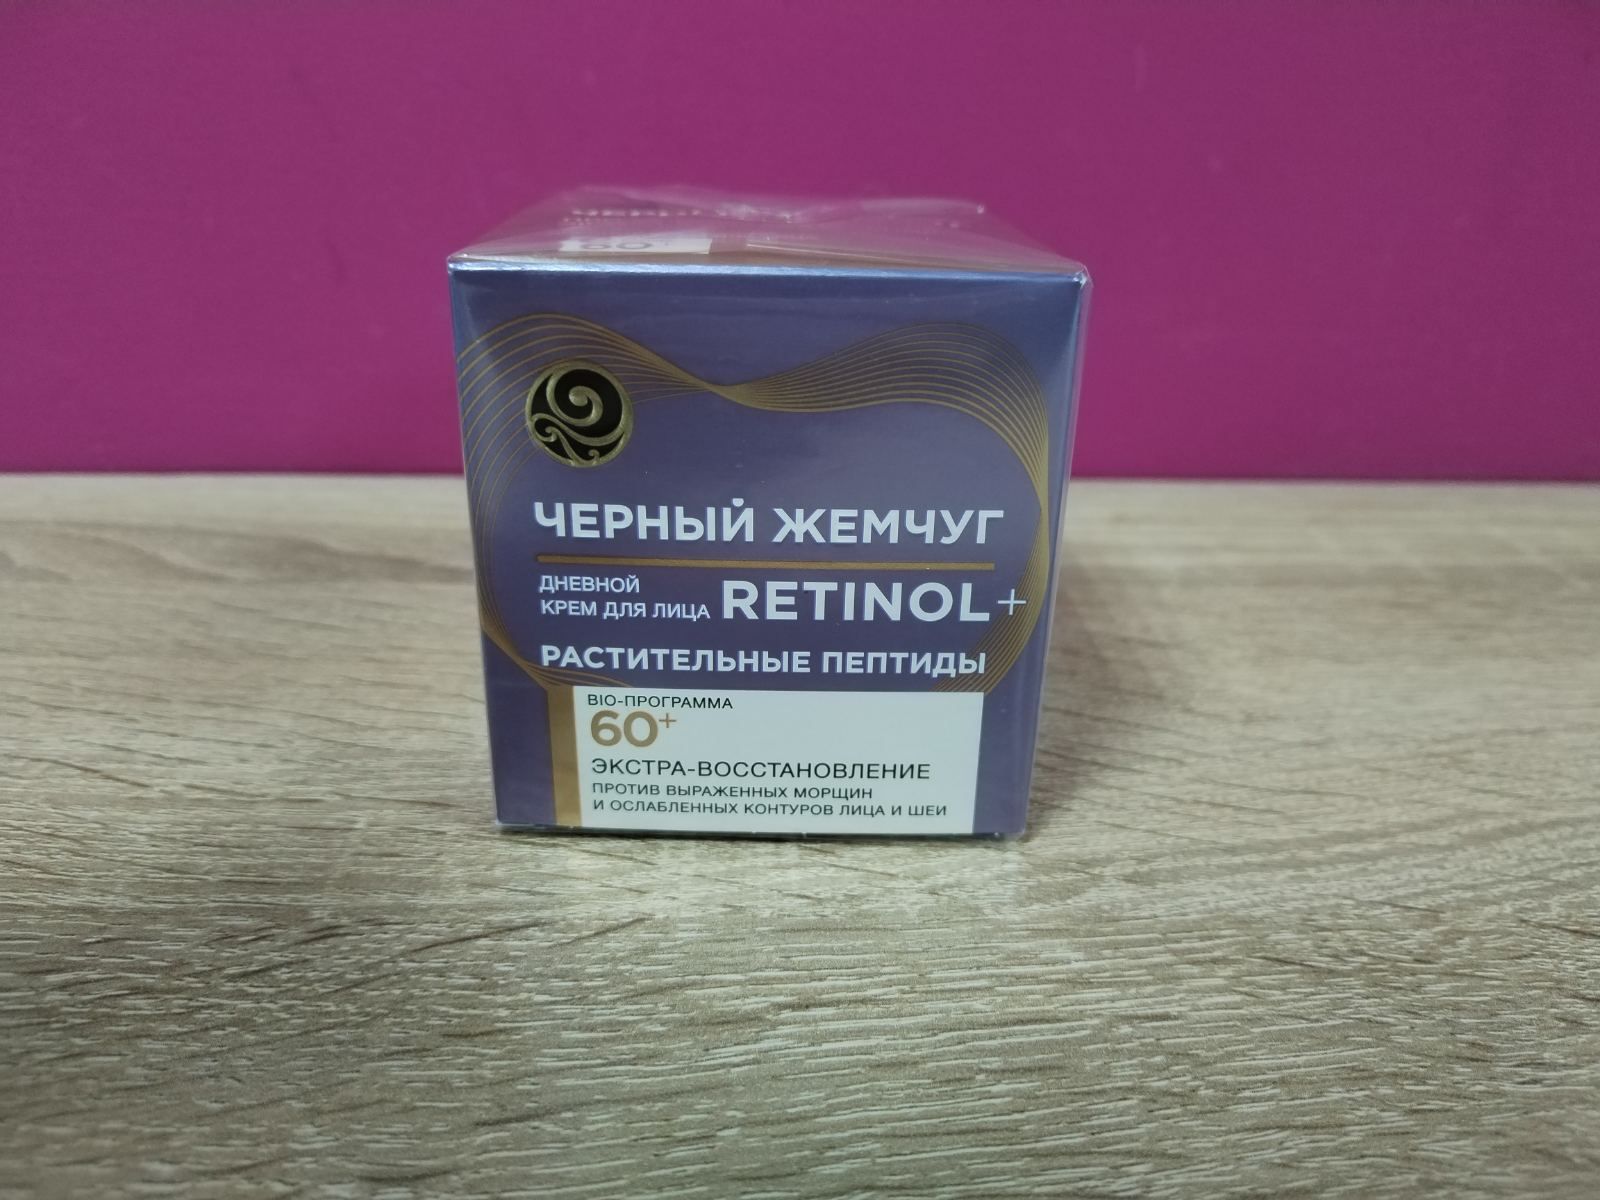 60+
ЧЕРНЫЙ ЖЕМЧУГ
ДНЕВНОЙ
КРЕМ ДЛЯ ЛИЦА RETINOL+
РАСТИТЕЛЬНЫЕ ПЕПТИДЫ
BIO-ПРОГРАММА
60+
ЭКСТРА-ВОССТАНОВЛЕНИЕ
ПРОТИВ ВЫРАЖЕННЫХ МОРЩИН
И ОСЛАБЛЕННЫХ КОНТУРОВ ЛИЦА И ШЕИ